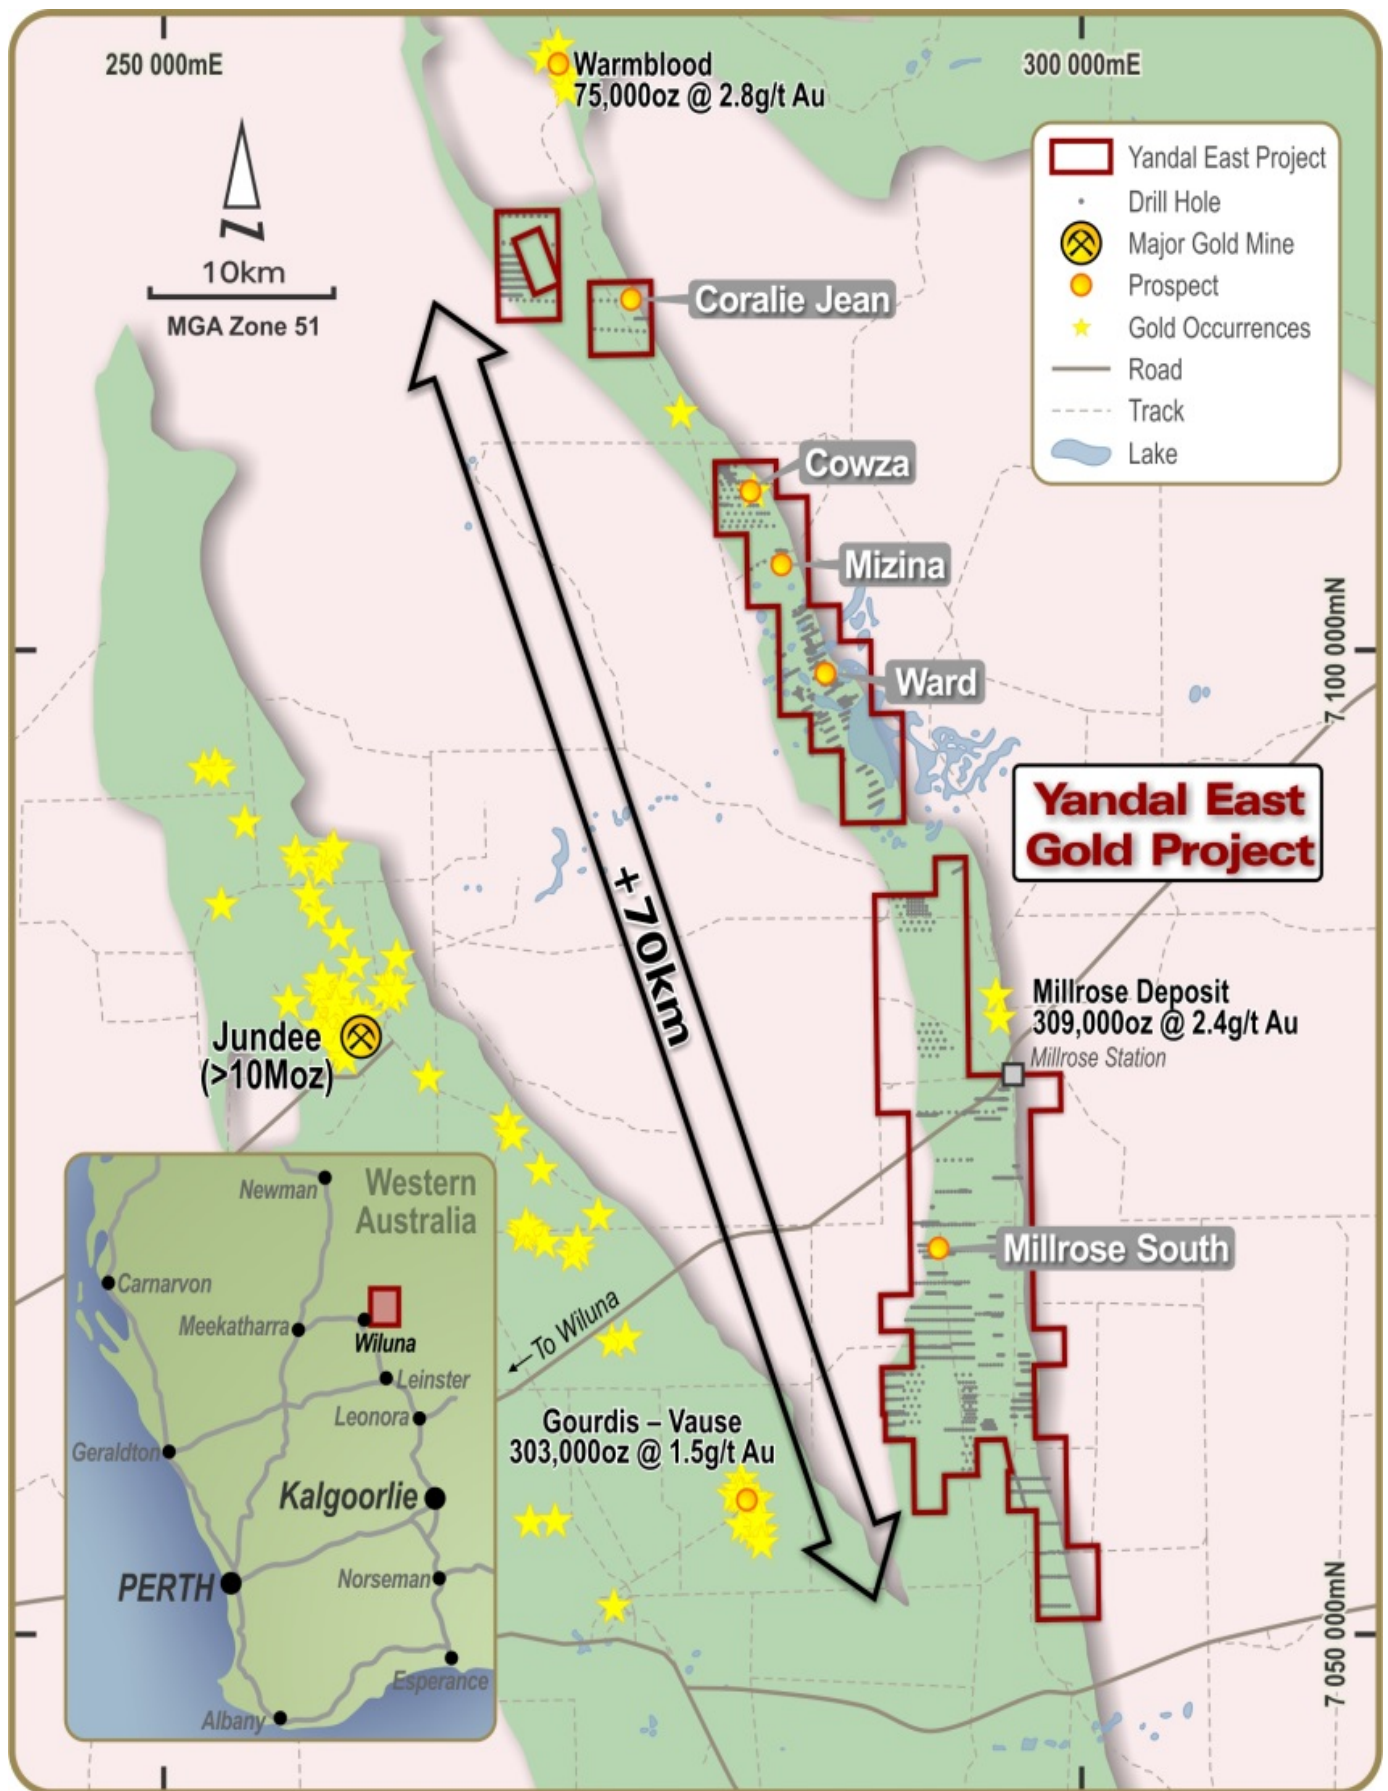 250 000mE
300 000mE
Warmblood
75,000oz @ 2.8g/t Au
Yandal East Project
Drill Hole
Major Gold Mine
Prospect
Gold Occurrences
Road
Track
Lake
N
10km
MGA Zone 51
Coralie Jean
Cowza
Mizina
Ward
7 100 000mN
Yandal East
Gold Project
+70km
Millrose Deposit
309,000oz @ 2.4g/t Au
Millrose Station
Jundee
(>10Moz)
Millrose South
To Wiluna
Gourdis – Vause
303,000oz @ 1.5g/t Au
7 050 000mN
Western
Australia
Newman
Carnarvon
Meekatharra
Wiluna
Leinster
Leonora
Geraldton
Kalgoorlie
PERTH
Norseman
Esperance
Albany